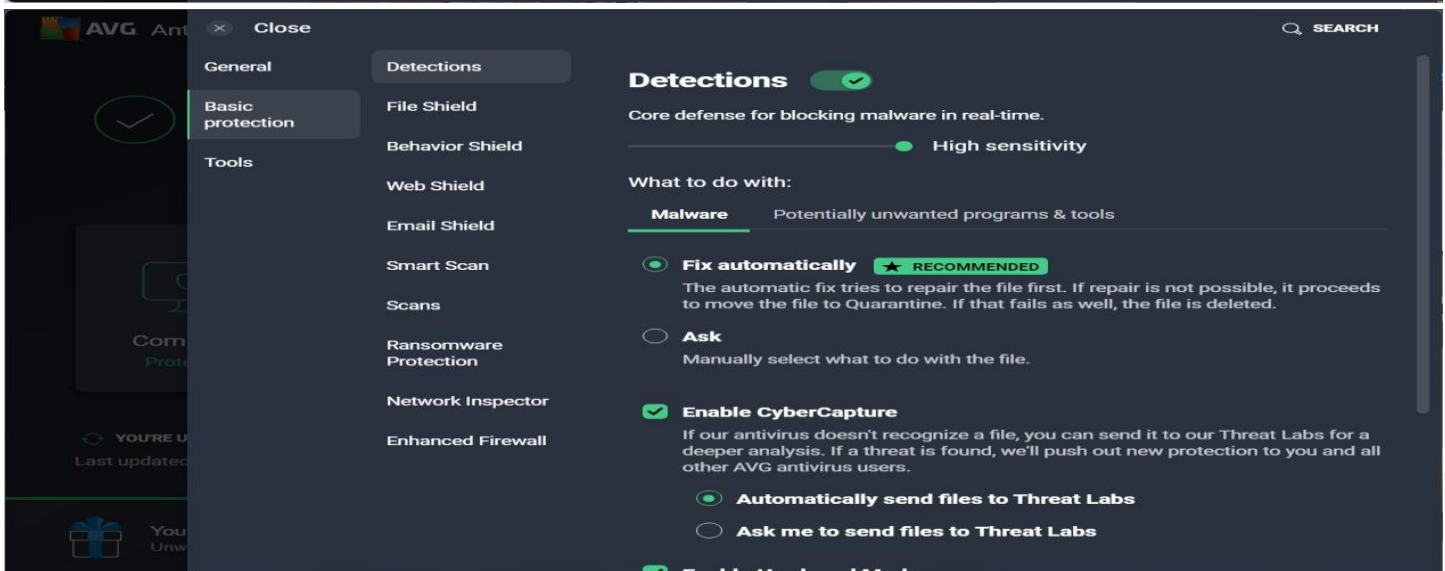 AVG Ant
Close
SEARCH
General
Basic
protection
Tools
Detections
File Shield
Behavior Shield
Web Shield
Email Shield
Smart Scan
Scans
Ransomware
Protection
Network Inspector
Enhanced Firewall
Detections
Core defense for blocking malware in real-time.
High sensitivity
What to do with:
Malware Potentially unwanted programs & tools
Fix automatically RECOMMENDED
The automatic fix tries to repair the file first. If repair is not possible, it proceeds
to move the file to Quarantine. If that fails as well, the file is deleted.
Ask
Manually select what to do with the file.
Enable CyberCapture
If our antivirus doesn't recognize a file, you can send it to our Threat Labs for a
deeper analysis. If a threat is found, we'll push out new protection to you and all
other AVG antivirus users.
Automatically send files to Threat Labs
Ask me to send files to Threat Labs
Com
Prote
YOU'RE U
Last updated
You
Unw